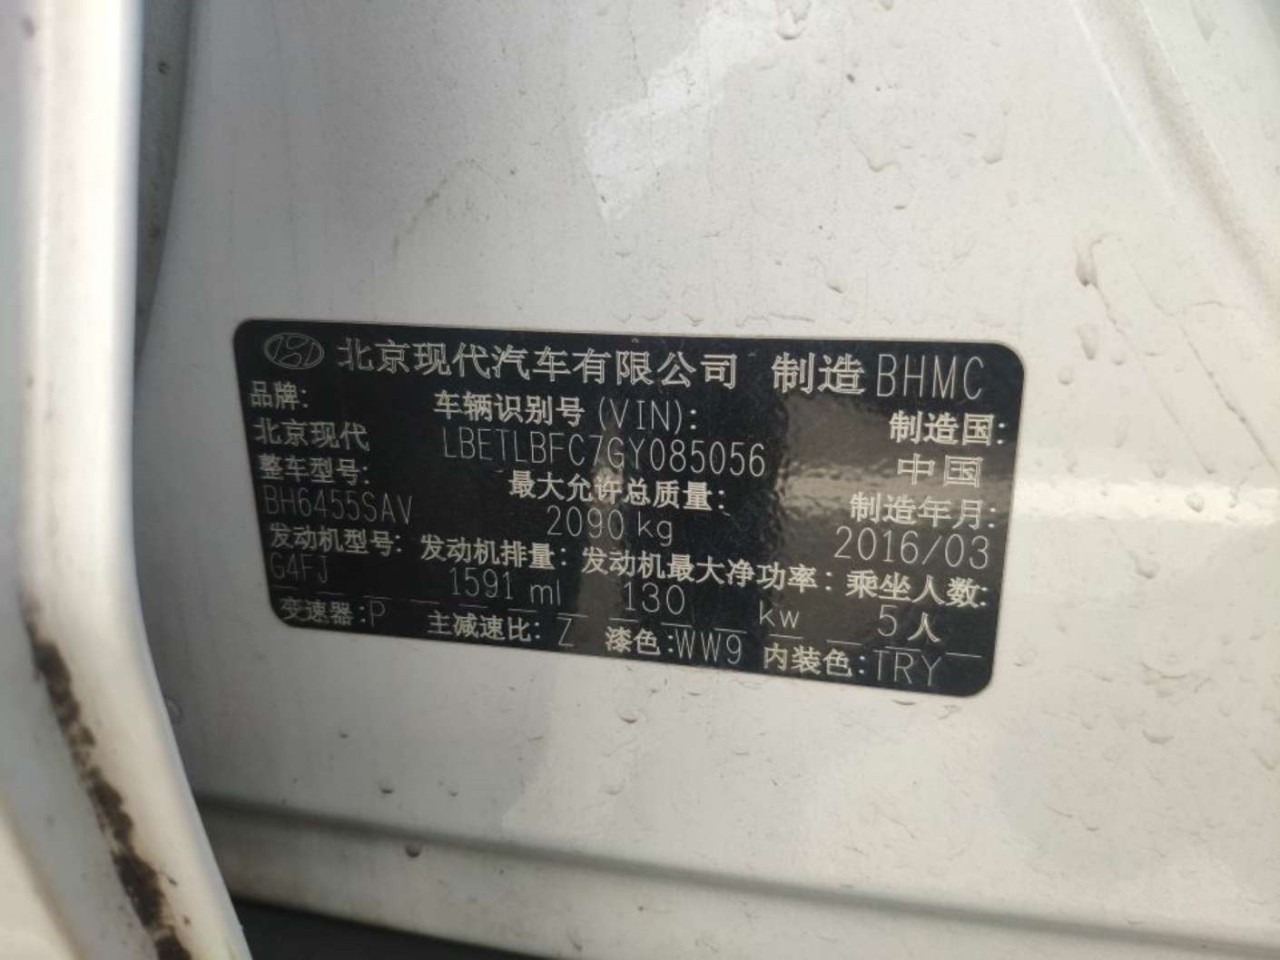 北京现代汽车有限公司 制造 BHMC
品牌: 车辆识别号(VIN): 制造国:
北京现代 LBETLBFC7GY085056 中国
整车型号: 最大允许总质量: 制造年月:
BH6455SAV 2090 kg 2016/03
发动机型号: 发动机排量: 发动机最大净功率: 乘坐人数:
G4FJ 1591 ml 130 kw 5人
变速器:P 主减速比: Z 漆色:WW9 内装色:TRY